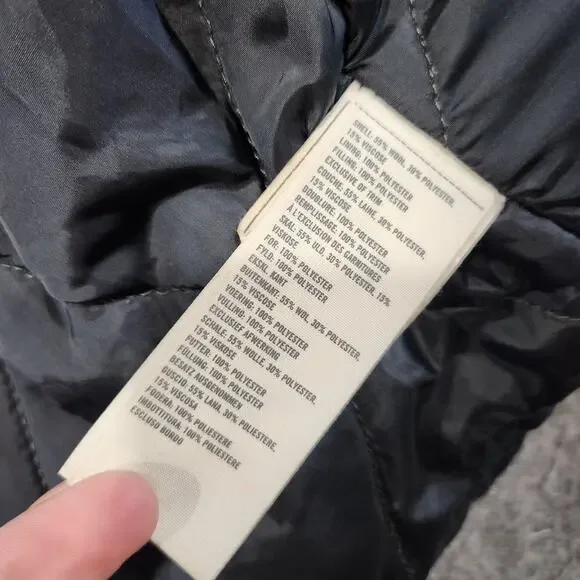 SHELL: 55% WOOL, 30% POLYESTER,
15% VISCOSE
LINING: 100% POLYESTER
FILLING: 100% POLYESTER
EXCLUSIVE OF TRIM
COUCHE, 55% LAINE, 30% POLYESTER,
15% VISCOSE
DOUBLURE: 100% POLYESTER
REMPLISSAGE: 100% POLYESTER
A L'EXCLUSION DES GARNITURES
SKAL: 55% ULD, 30% POLYESTER, 15%
VISKOSE
FOR: 100% POLYESTER
FYLD: 100% POLYESTER
EKSKL. KANT
BUITENKANT: 55% WOL, 30% POLYESTER,
15% VISCOSE
VOERING: 100% POLYESTER
VULLING: 100% POLYESTER
EXCLUSIEF AFWERKING
SCHALE: 55% WOLLE, 30% POLYESTER,
15% VISKOSE
FUTTER: 100% POLYESTER
FÜLLUNG: 100% POLYESTER
BESATZ AUSGENOMMEN
GUSCIO: 55% LANA, 30% POLIESTERE,
15% VISCOSA
FODERA: 100% POLIESTERE
IMBOTTITURA: 100% POLIESTERE
ESCLUSO BORDO